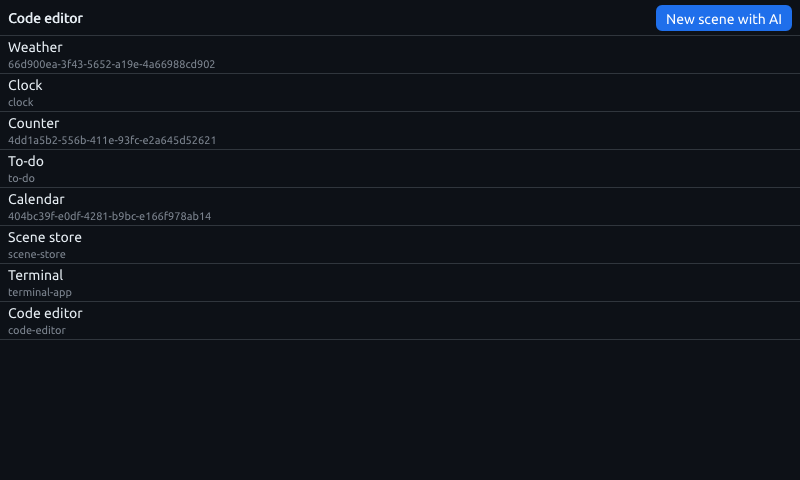 Code editor
New scene with AI
Weather
66d900ea-3f43-5652-a19e-4a66988cd902
Clock
clock
Counter
4dd1a5b2-556b-411e-93fc-e2a645d52621
To-do
to-do
Calendar
404bc39f-e0df-4281-b9bc-e166f978ab14
Scene store
scene-store
Terminal
terminal-app
Code editor
code-editor